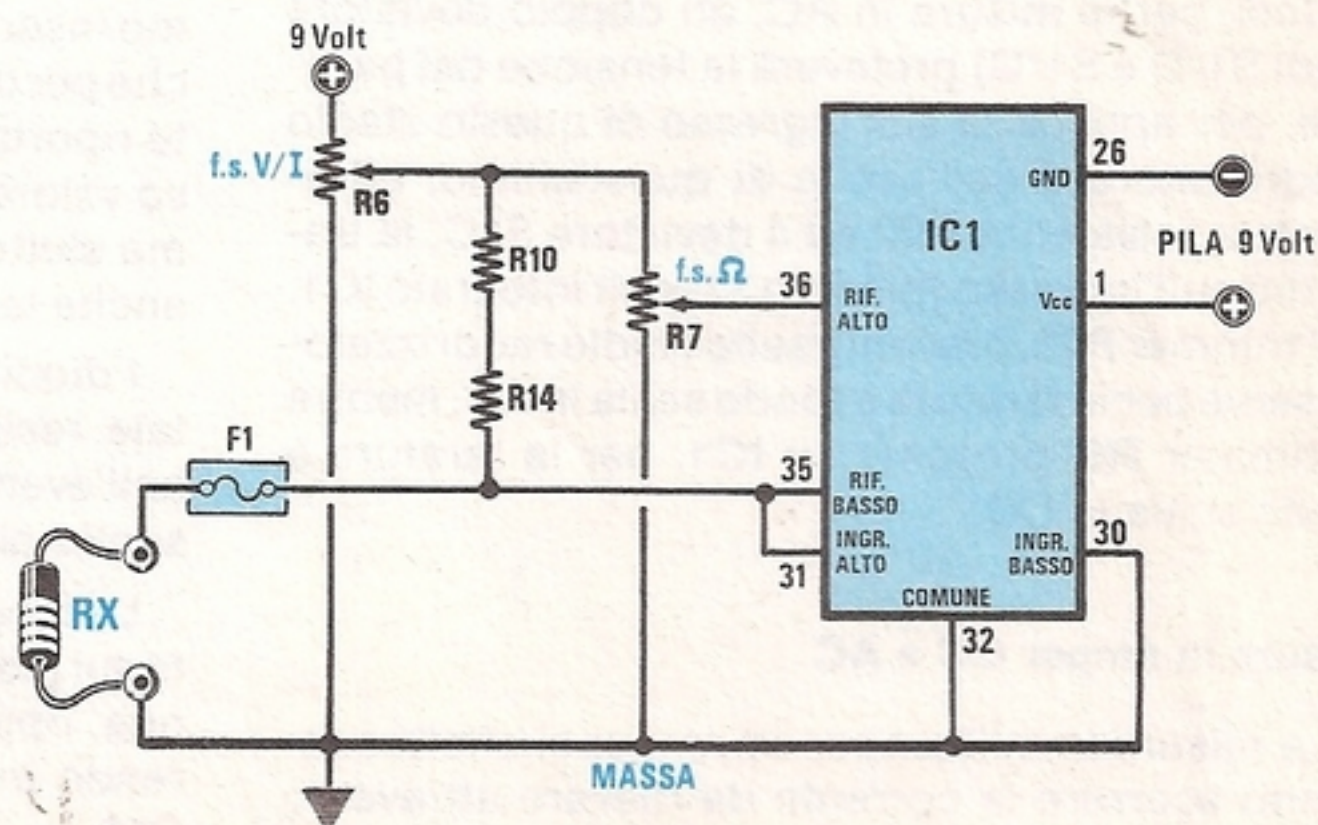 9 Volt
f.s. V/I
R6
R10
f.s. Ω
R7
R14
F1
RX
IC1
26
GND
PILA 9 Volt
36
RIF. ALTO
1
Vcc
35
RIF. BASSO
31
INGR. ALTO
30
INGR. BASSO
COMUNE
32
MASSA